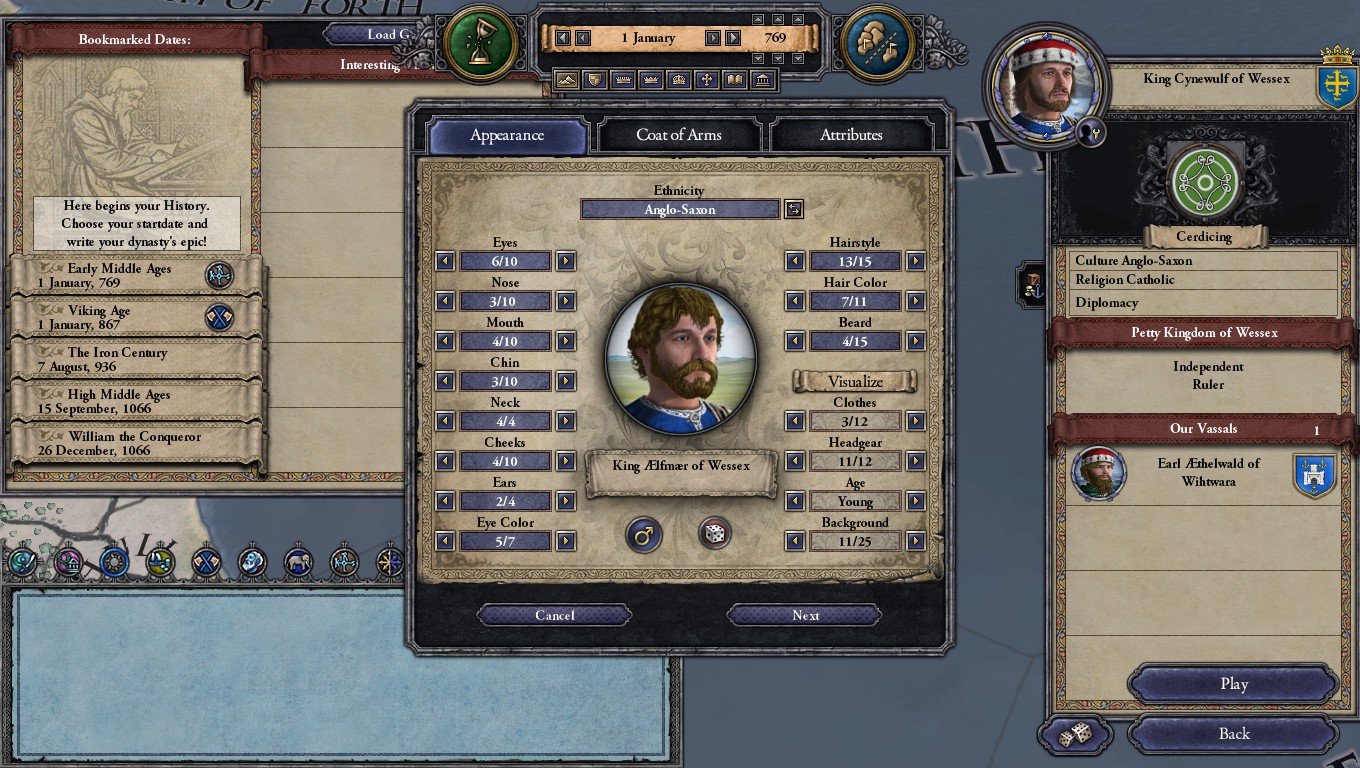 OF FORTH
Bookmarked Dates:
Load G
Interesting
1 January
769
Here begins your History.
Choose your startdate and
write your dynasty's epic!
Early Middle Ages
1 January, 769
Viking Age
1 January, 867
The Iron Century
7 August, 936
High Middle Ages
15 September, 1066
William the Conqueror
26 December, 1066
Appearance
Coat of Arms
Attributes
Ethnicity
Anglo-Saxon
Eyes
6/10
Nose
3/10
Mouth
4/10
Chin
3/10
Neck
4/4
Cheeks
4/10
Ears
2/4
Eye Color
5/7
King Ælfmær of Wessex
Hairstyle
13/15
Hair Color
7/11
Beard
4/15
Visualize
Clothes
3/12
Headgear
11/12
Age
Young
Background
11/25
Cancel
Next
King Cynewulf of Wessex
Cerdicing
Culture Anglo-Saxon
Religion Catholic
Diplomacy
Petty Kingdom of Wessex
Independent
Ruler
Our Vassals
1
Earl Æthelwald of
Wihtwara
Play
Back